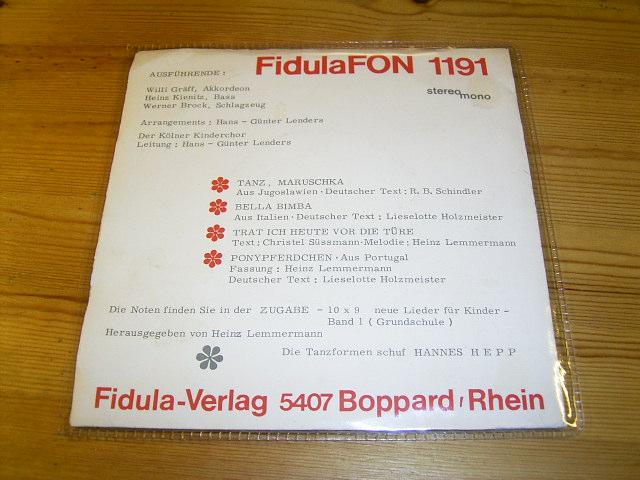 FidulaFON 1191
stereo mono
AUSFÜHRENDE :
Willi Gräff, Akkordeon
Heinz Kienitz, Bass
Werner Brock, Schlagzeug
Arrangements : Hans - Günter Lenders
Der Kölner Kinderchor
Leitung : Hans - Günter Lenders
TANZ, MARUSCHKA
Aus Jugoslawien · Deutscher Text : R. B. Schindler
BELLA BIMBA
Aus Italien · Deutscher Text : Lieselotte Holzmeister
TRAT ICH HEUTE VOR DIE TÜRE
Text : Christel Süssmann · Melodie : Heinz Lemmermann
PONYPFERDCHEN · Aus Portugal
Fassung : Heinz Lemmermann
Deutscher Text : Lieselotte Holzmeister
Die Noten finden Sie in der ZUGABE - 10 x 9 neue Lieder für Kinder -
Band 1 ( Grundschule )
Herausgegeben von Heinz Lemmermann
Die Tanzformen schuf HANNES HEPP
Fidula-Verlag 5407 Boppard/Rhein